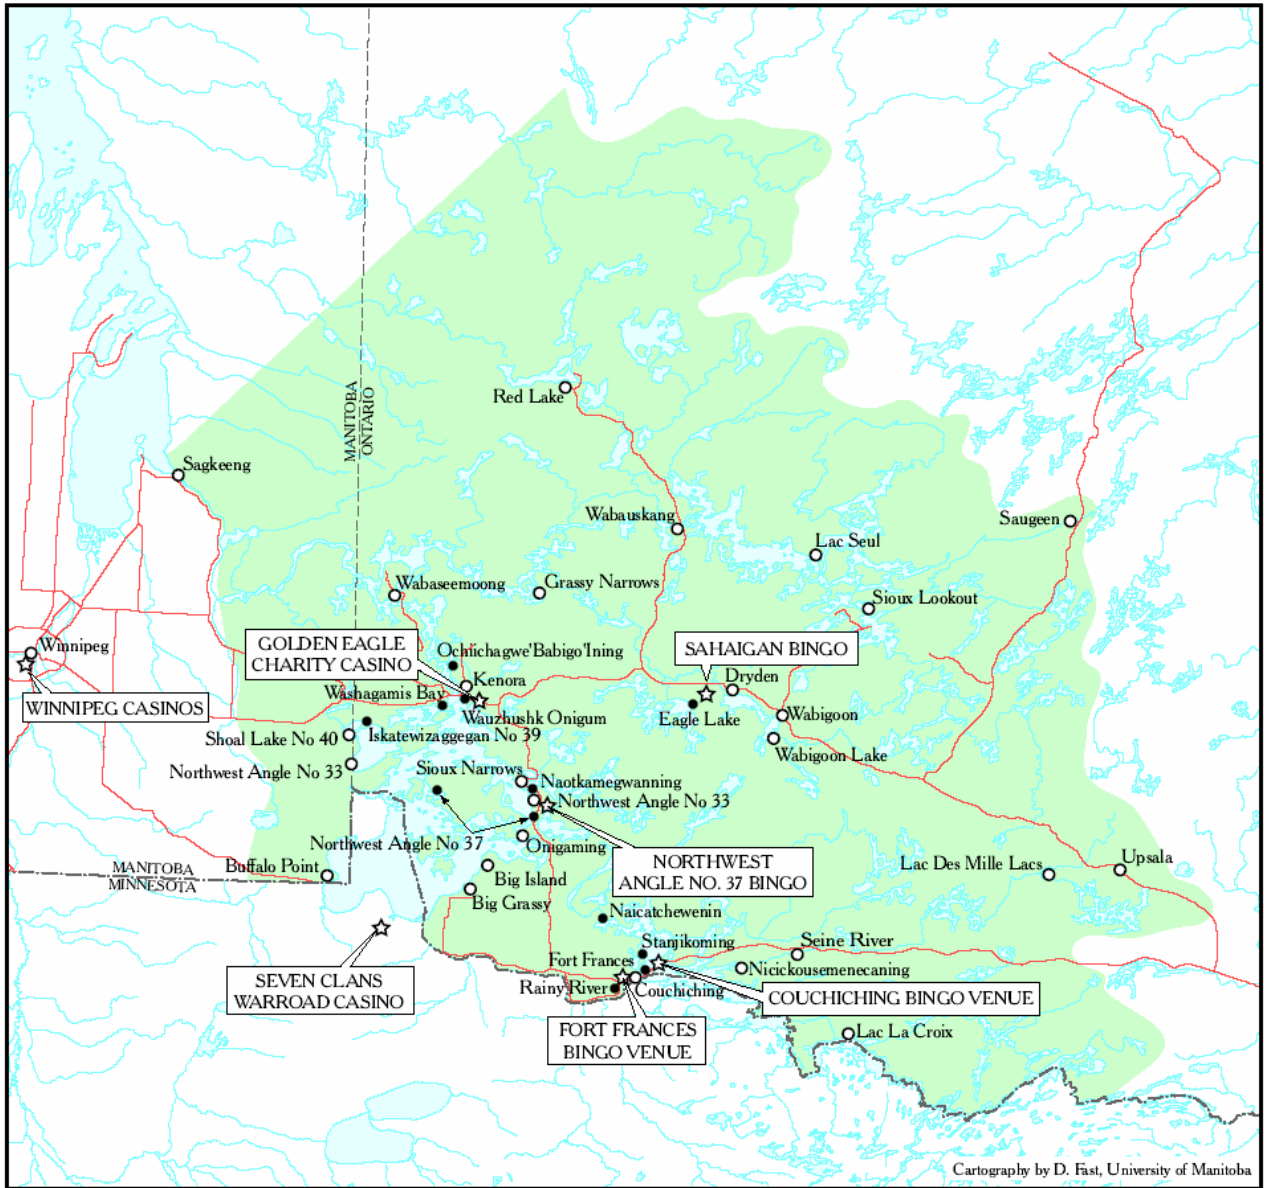 MANITOBA
ONTARIO
Red Lake
Sagkeeng
Wabauskang
Saugeen
Lac Seul
Wabaseemoong
Grassy Narrows
Sioux Lookout
Winnipeg
GOLDEN EAGLE
CHARITY CASINO
Ochiichagwe'Babigo'Ining
SAHAIGAN BINGO
Kenora
Dryden
Washagamis Bay
WINNIPEG CASINOS
Wauzhushk Onigum
Eagle Lake
Wabigoon
Shoal Lake No 40
Iskatewizaggegan No 39
Wabigoon Lake
Northwest Angle No 33
Sioux Narrows
Naotkamegwanning
Northwest Angle No 33
Northwest Angle No 37
Onigaming
MANITOBA
MINNESOTA
Buffalo Point
NORTHWEST
ANGLE NO. 37 BINGO
Lac Des Mille Lacs
Upsala
Big Island
Big Grassy
Naicatchewenin
Stanjikoming
Seine River
Fort Frances
Nicickousemenecaning
SEVEN CLANS
WARROAD CASINO
Rainy River
Couchiching
COUCHICHING BINGO VENUE
FORT FRANCES
BINGO VENUE
Lac La Croix
Cartography by D. Fast, University of Manitoba